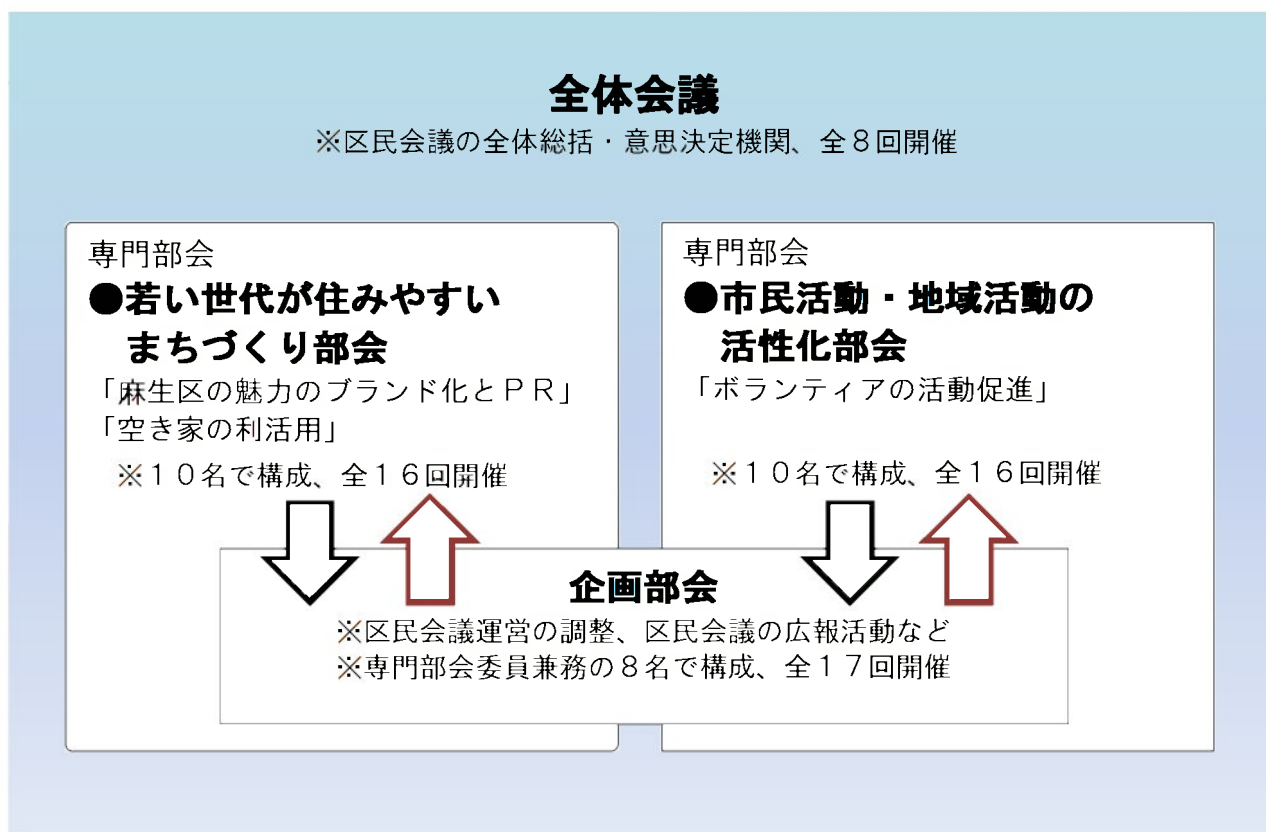 全体会議
※区民会議の全体総括・意思決定機関、全８回開催
専門部会
●若い世代が住みやすい
まちづくり部会
「麻生区の魅力のブランド化とＰＲ」
「空き家の利活用」
※１０名で構成、全１６回開催
専門部会
●市民活動・地域活動の
活性化部会
「ボランティアの活動促進」
※１０名で構成、全１６回開催
企画部会
※区民会議運営の調整、区民会議の広報活動など
※専門部会委員兼務の８名で構成、全１７回開催